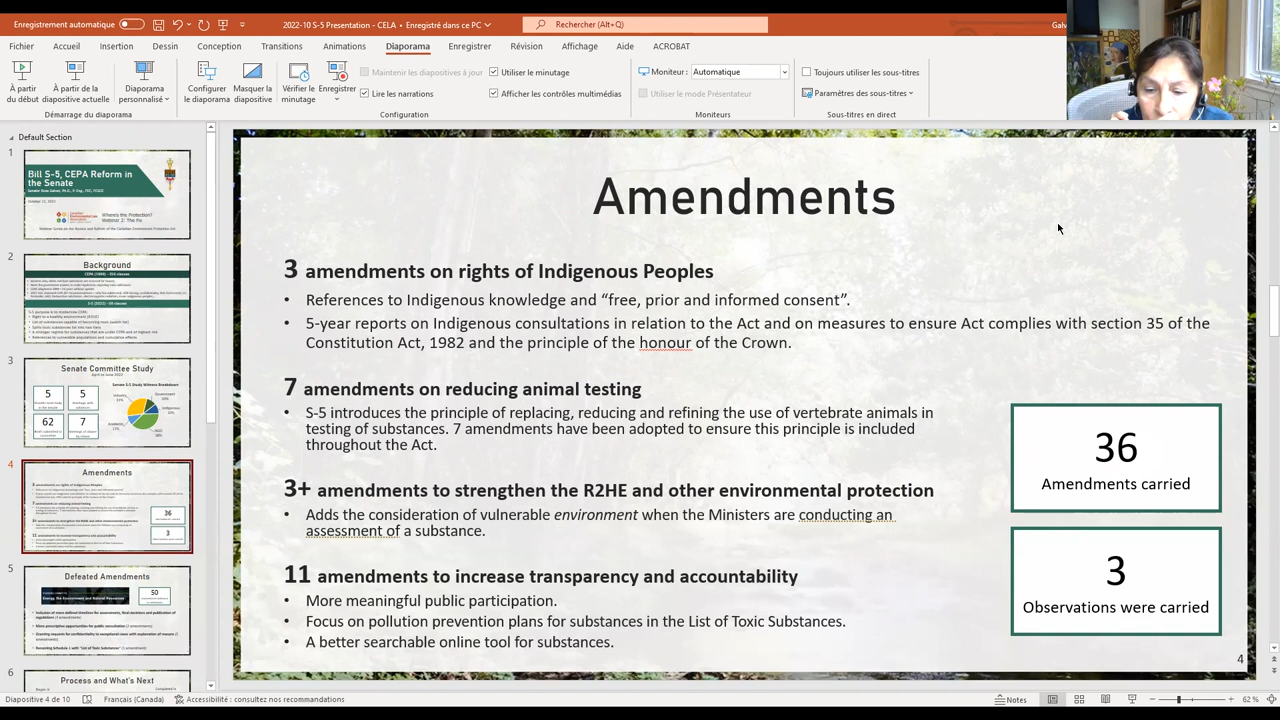 Enregistrement automatique
2022-10 S-5 Presentation - CELA • Enregistré dans ce PC
Rechercher (Alt+Q)
Fichier Accueil Insertion Dessin Conception Transitions Animations Diaporama Enregistrer Révision Affichage Aide ACROBAT
À partir du début
À partir de la diapositive actuelle
Diaporama personnalisé
Démarrage du diaporama
Configurer le diaporama
Masquer la diapositive
Vérifier le minutage
Enregistrer
Maintenir les diapositives à jour
Lire les narrations
Utiliser le minutage
Afficher les contrôles multimédias
Configuration
Moniteur : Automatique
Utiliser le mode Présentateur
Moniteurs
Toujours utiliser les sous-titres
Paramètres des sous-titres
Sous-titres en direct
Default Section
1
Bill S-5, CEPA Reform in
the Senate
2
Background
3
Senate Committee Study
5
5
62
7
4
Amendments
36
3
5
Defeated Amendments
50
6
Process and What's Next
Amendments
3 amendments on rights of Indigenous Peoples
• References to Indigenous knowledge and “free, prior and informed consent”.
• 5-year reports on Indigenous consultations in relation to the Act and on measures to ensure Act complies with section 35 of the
Constitution Act, 1982 and the principle of the honour of the Crown.
7 amendments on reducing animal testing
• S-5 introduces the principle of replacing, reducing and refining the use of vertebrate animals in
testing of substances. 7 amendments have been adopted to ensure this principle is included
throughout the Act.
3+ amendments to strengthen the R2HE and other environmental protection
• Adds the consideration of vulnerable environment when the Ministers are conducting an
assessment of a substance.
11 amendments to increase transparency and accountability
• More meaningful public participation.
• Focus on pollution prevention plans for substances in the List of Toxic Substances.
• A better searchable online tool for substances.
36
Amendments carried
3
Observations were carried
4
Diapositive 4 de 10 Français (Canada) Accessibilité : consultez nos recommandations
Notes
62 %